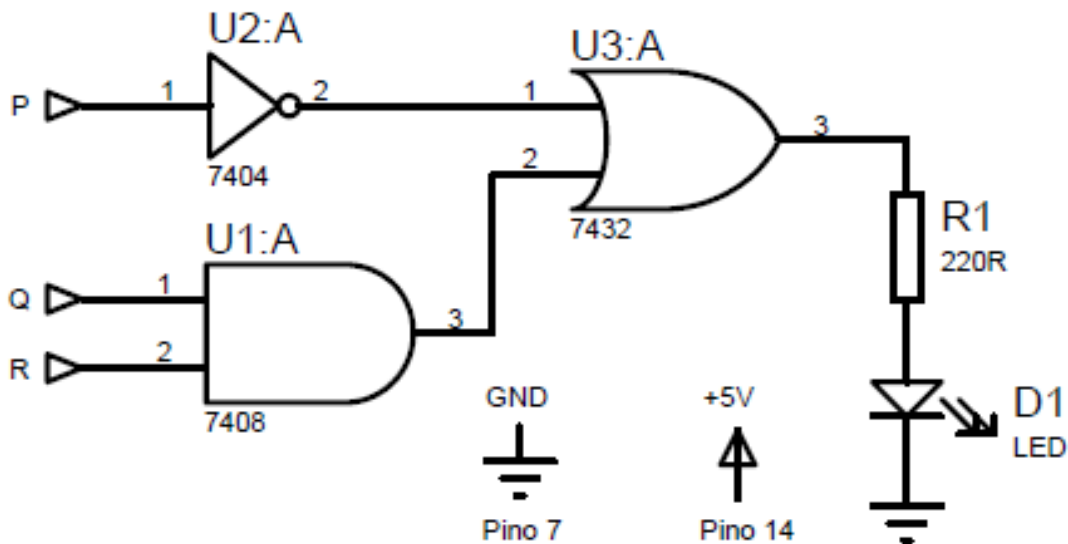 U2:A
P
1
2
7404
U3:A
1
2
3
7432
U1:A
Q
1
R
2
3
7408
R1
220R
GND
Pino 7
+5V
Pino 14
D1
LED